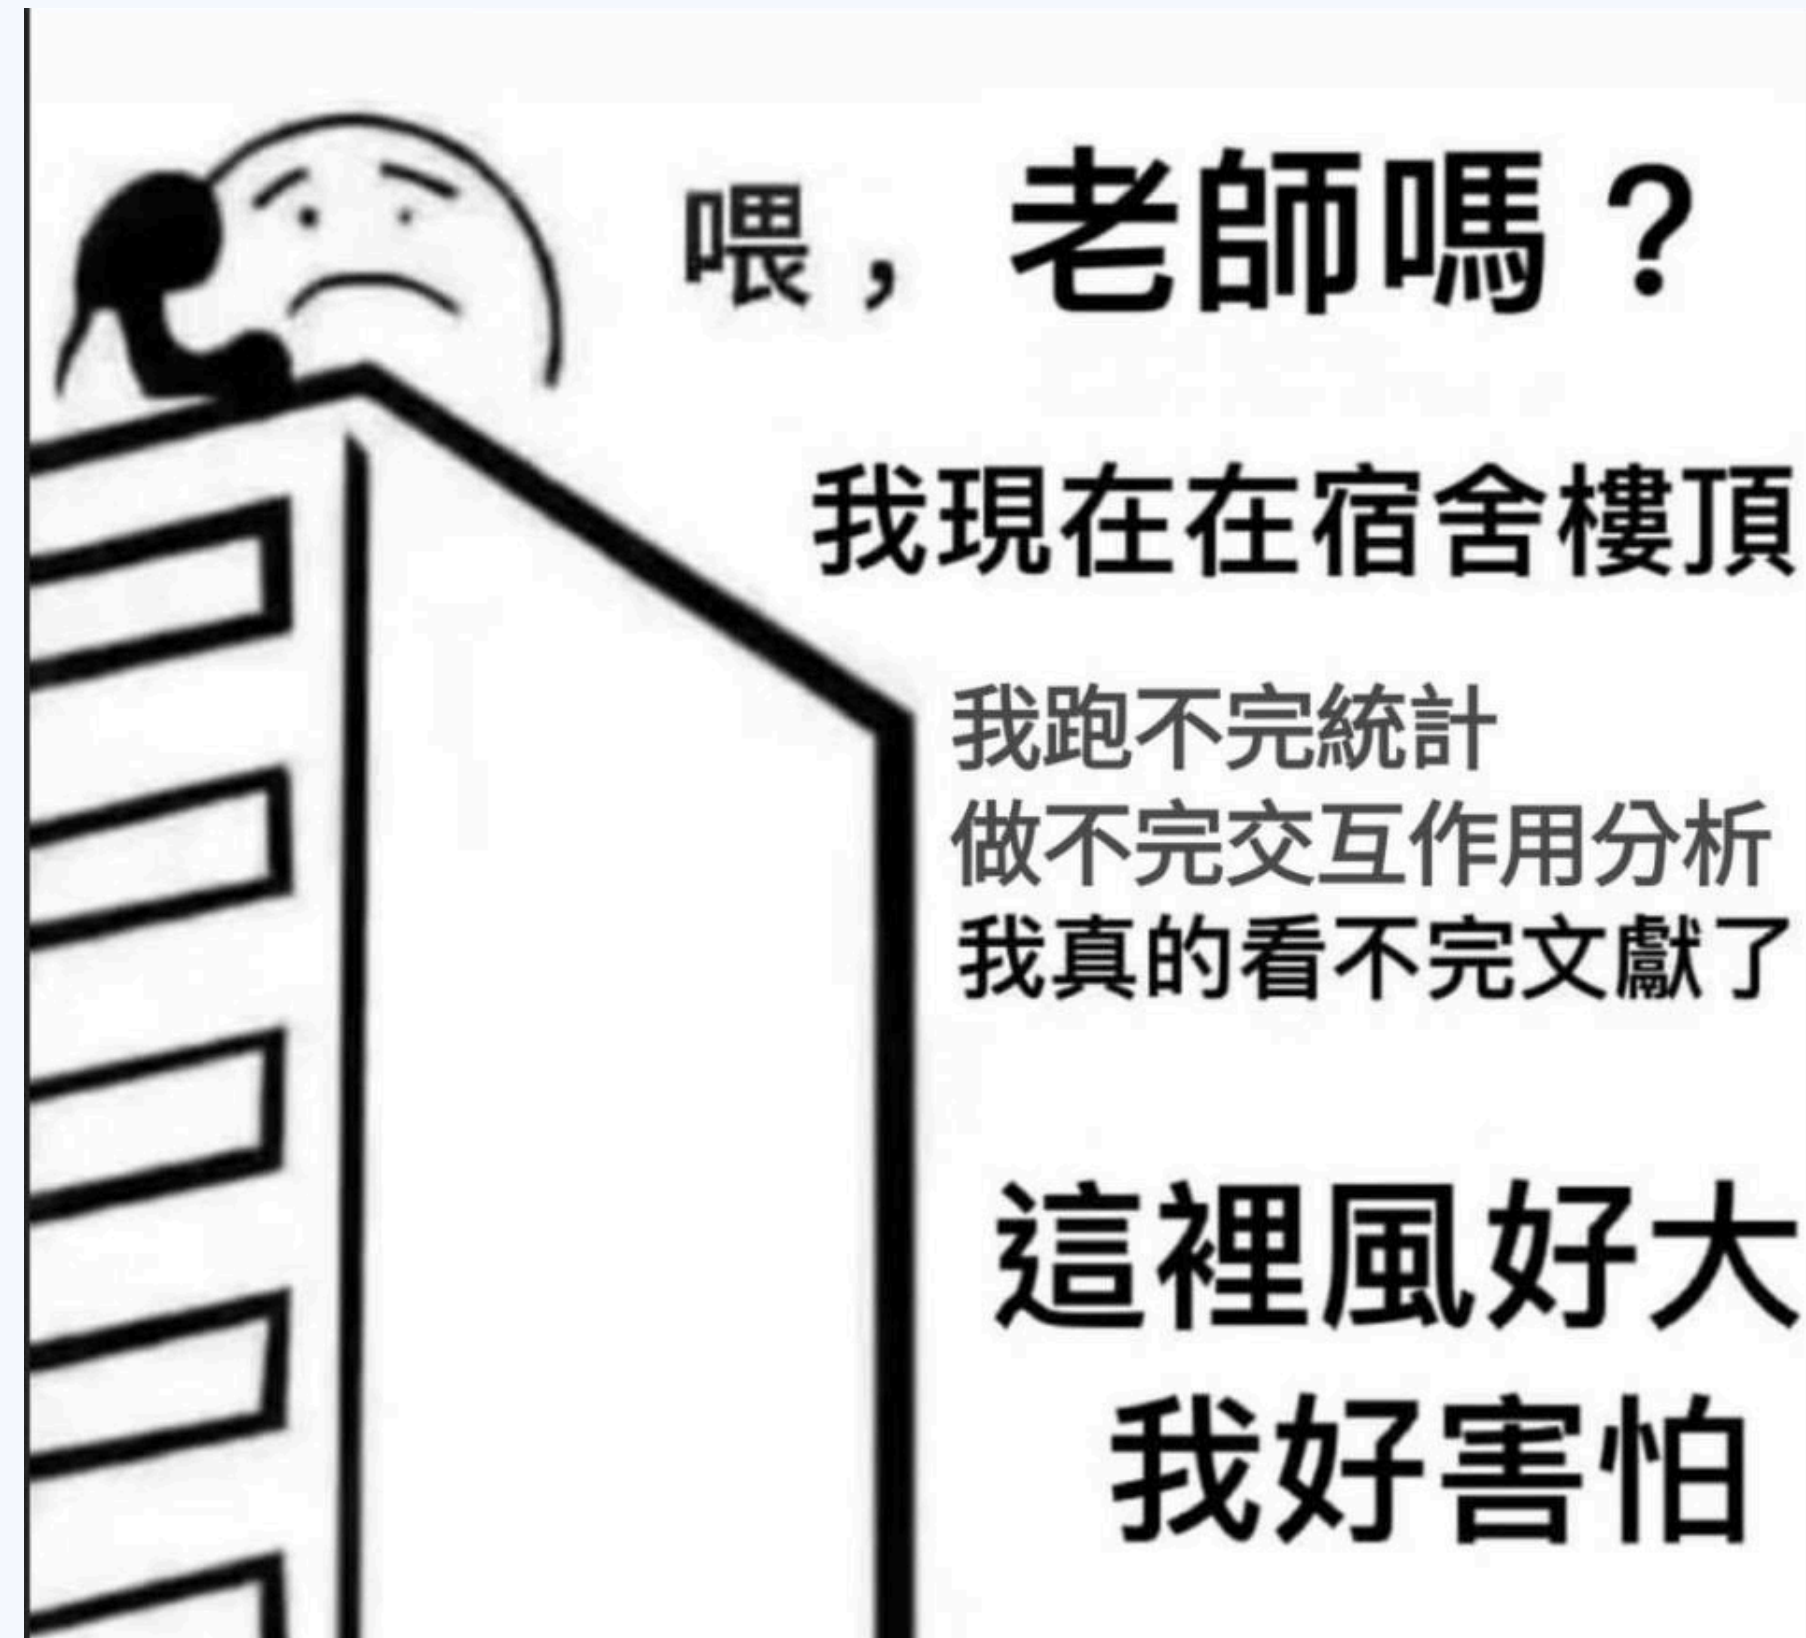 喂，老師嗎？
我現在在宿舍樓頂
我跑不完統計
做不完交互作用分析
我真的看不完文獻了
這裡風好大
我好害怕